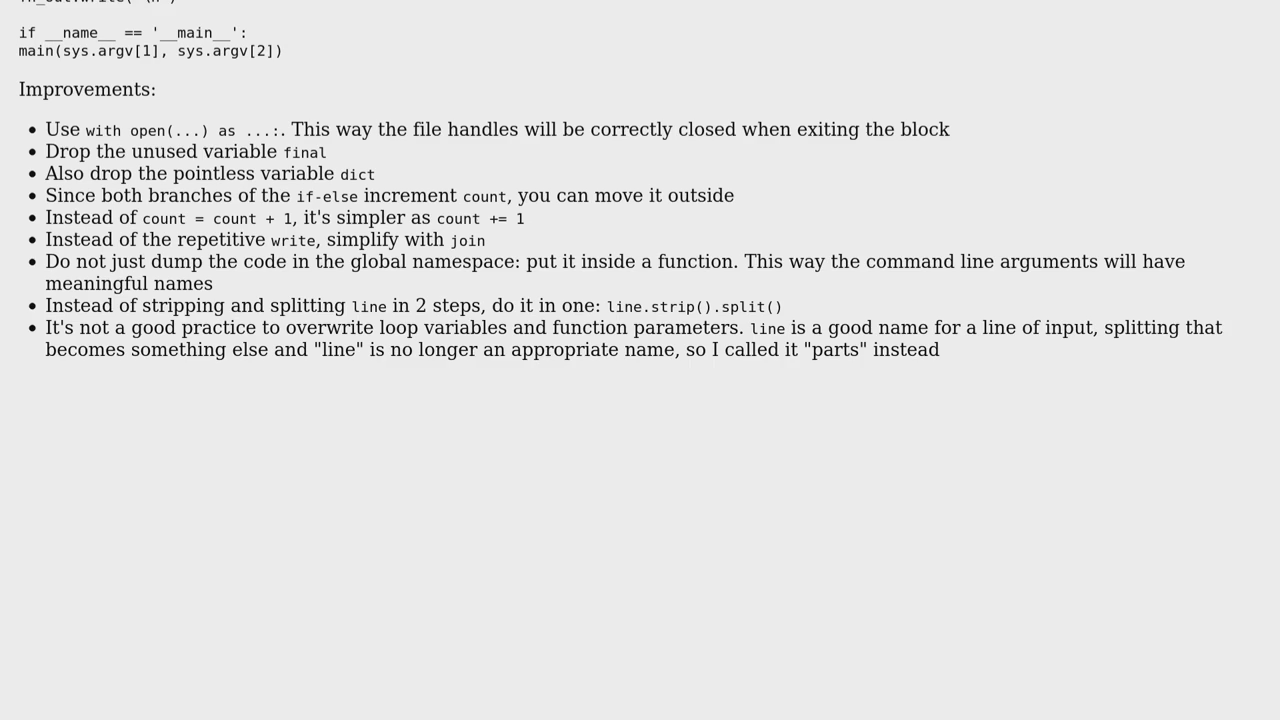 if __name__ == '__main__':
main(sys.argv[1], sys.argv[2])
Improvements:
• Use with open(...) as ...:. This way the file handles will be correctly closed when exiting the block
• Drop the unused variable final
• Also drop the pointless variable dict
• Since both branches of the if-else increment count, you can move it outside
• Instead of count = count + 1, it's simpler as count += 1
• Instead of the repetitive write, simplify with join
• Do not just dump the code in the global namespace: put it inside a function. This way the command line arguments will have
meaningful names
• Instead of stripping and splitting line in 2 steps, do it in one: line.strip().split()
• It's not a good practice to overwrite loop variables and function parameters. line is a good name for a line of input, splitting that
becomes something else and "line" is no longer an appropriate name, so I called it "parts" instead